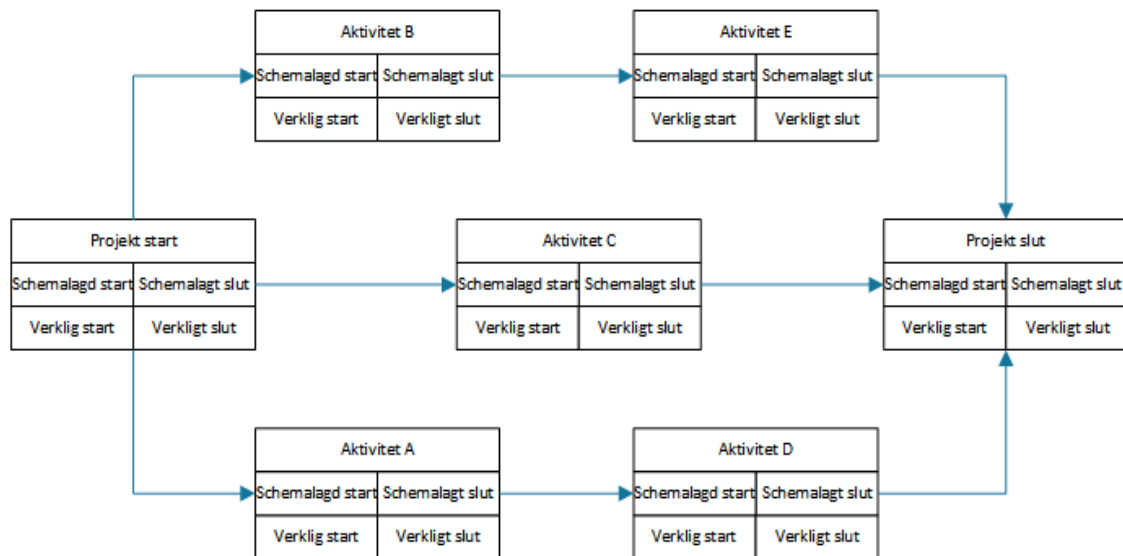 Aktivitet B
Schemalagd start Schemalagt slut
Verklig start Verkligt slut
Aktivitet E
Schemalagd start Schemalagt slut
Verklig start Verkligt slut
Projekt start
Schemalagd start Schemalagt slut
Verklig start Verkligt slut
Aktivitet C
Schemalagd start Schemalagt slut
Verklig start Verkligt slut
Projekt slut
Schemalagd start Schemalagt slut
Verklig start Verkligt slut
Aktivitet A
Schemalagd start Schemalagt slut
Verklig start Verkligt slut
Aktivitet D
Schemalagd start Schemalagt slut
Verklig start Verkligt slut